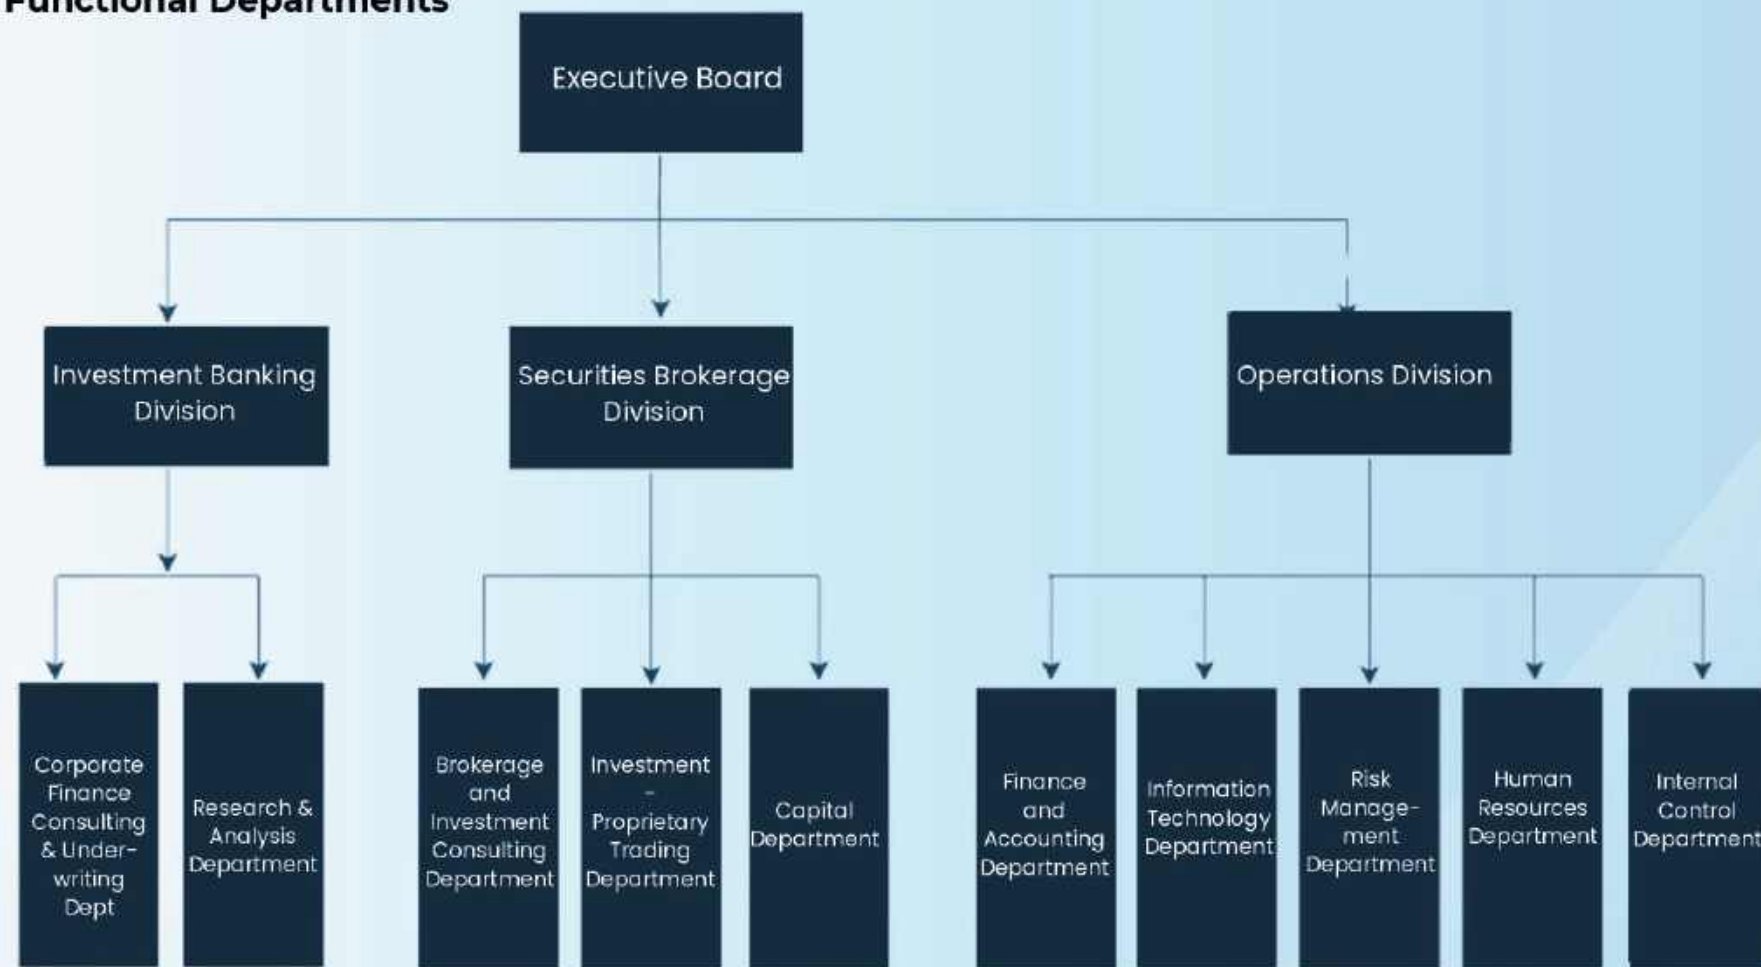 Functional Departments
Executive Board
Investment Banking
Division
Securities Brokerage
Division
Operations Division
Corporate
Finance
Consulting
& Under-
writing
Dept
Research &
Analysis
Department
Brokerage
and
Investment
Consulting
Department
Investment
-
Proprietary
Trading
Department
Capital
Department
Finance
and
Accounting
Department
Information
Technology
Department
Risk
Manage-
ment
Department
Human
Resources
Department
Internal
Control
Department